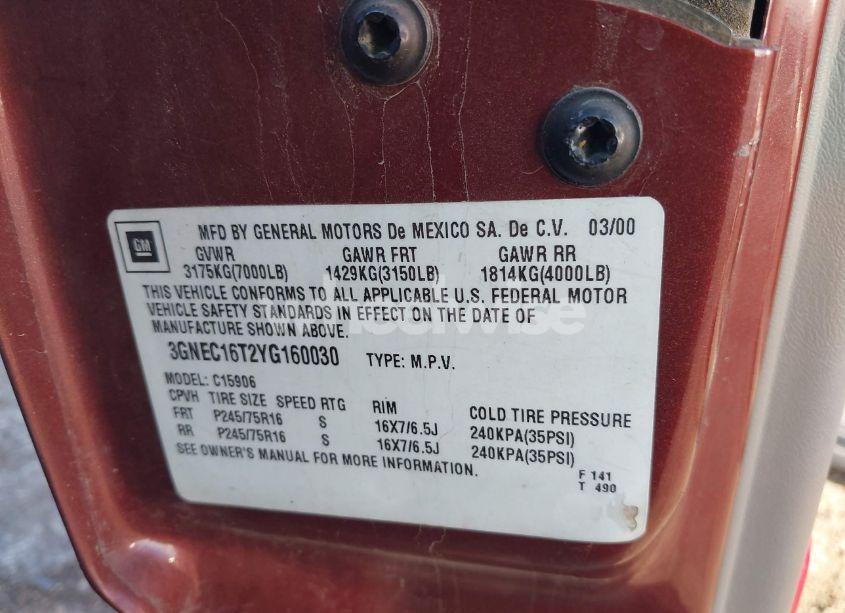 GM
MFD BY GENERAL MOTORS De MEXICO SA. De C.V. 03/00
GVWR GAWR FRT GAWR RR
3175KG(7000LB) 1429KG(3150LB) 1814KG(4000LB)
THIS VEHICLE CONFORMS TO ALL APPLICABLE U.S. FEDERAL MOTOR
VEHICLE SAFETY STANDARDS IN EFFECT ON THE DATE OF
MANUFACTURE SHOWN ABOVE.
3GNEC16T2YG160030 TYPE: M.P.V.
MODEL: C15906
CPVH TIRE SIZE SPEED RTG RIM COLD TIRE PRESSURE
FRT P245/75R16 S 16X7/6.5J 240KPA(35PSI)
RR P245/75R16 S 16X7/6.5J 240KPA(35PSI)
SEE OWNER'S MANUAL FOR MORE INFORMATION.
F 141
T 490